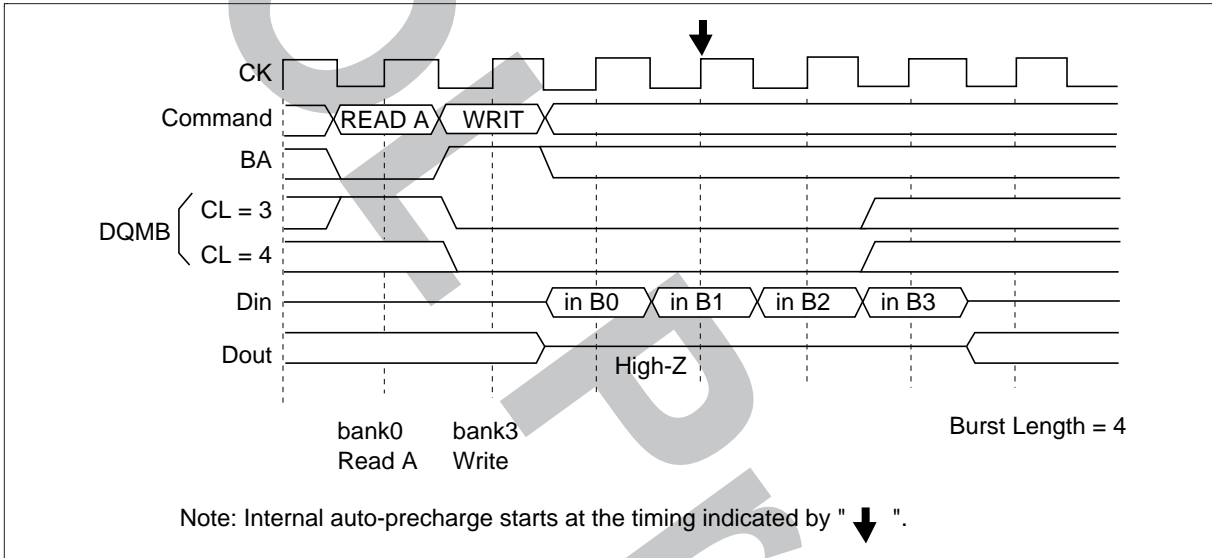 CK
Command READ A WRIT
BA
DQMB CL = 3
CL = 4
Din in B0 in B1 in B2 in B3
Dout High-Z
bank0 bank3 Burst Length = 4
Read A Write
Note: Internal auto-precharge starts at the timing indicated by " ".